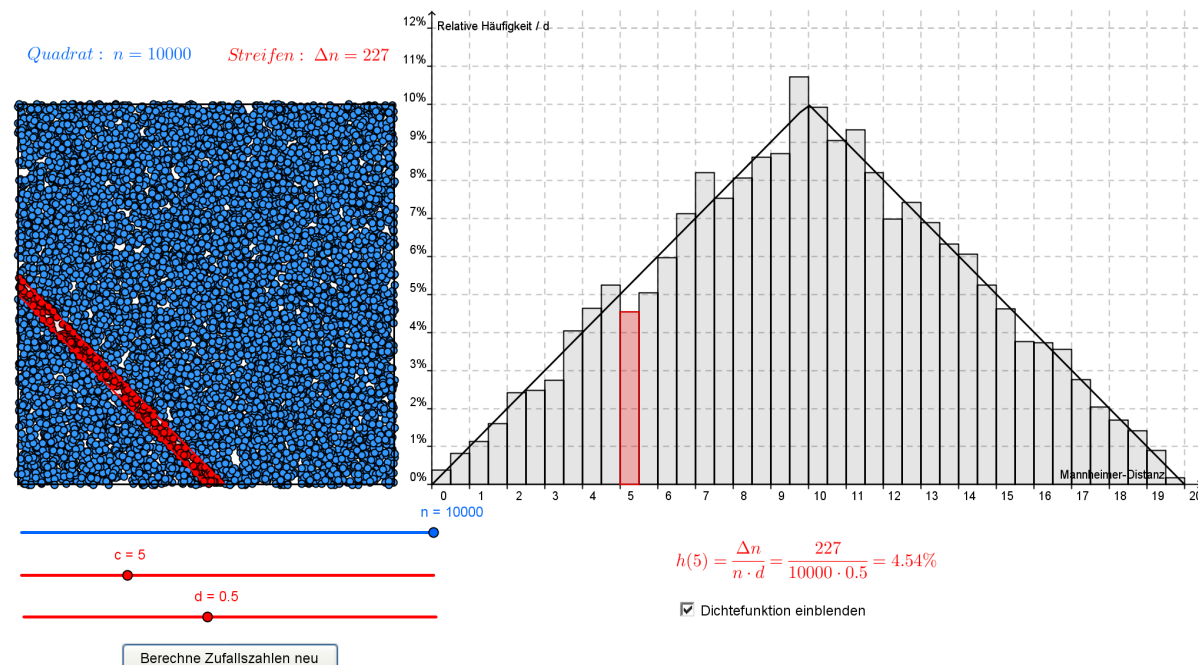 Quadrat : n = 10000
Streifen : Δn = 227
Relative Häufigkeit / d
12%
11%
10%
9%
8%
7%
6%
5%
4%
3%
2%
1%
0%
Mannheimer-Distanz
0 1 2 3 4 5 6 7 8 9 10 11 12 13 14 15 16 17 18 19 20
n = 10000
c = 5
d = 0.5
h(5) = Δn / n · d = 227 / 10000 · 0.5 = 4.54%
Dichtefunktion einblenden
Berechne Zufallszahlen neu